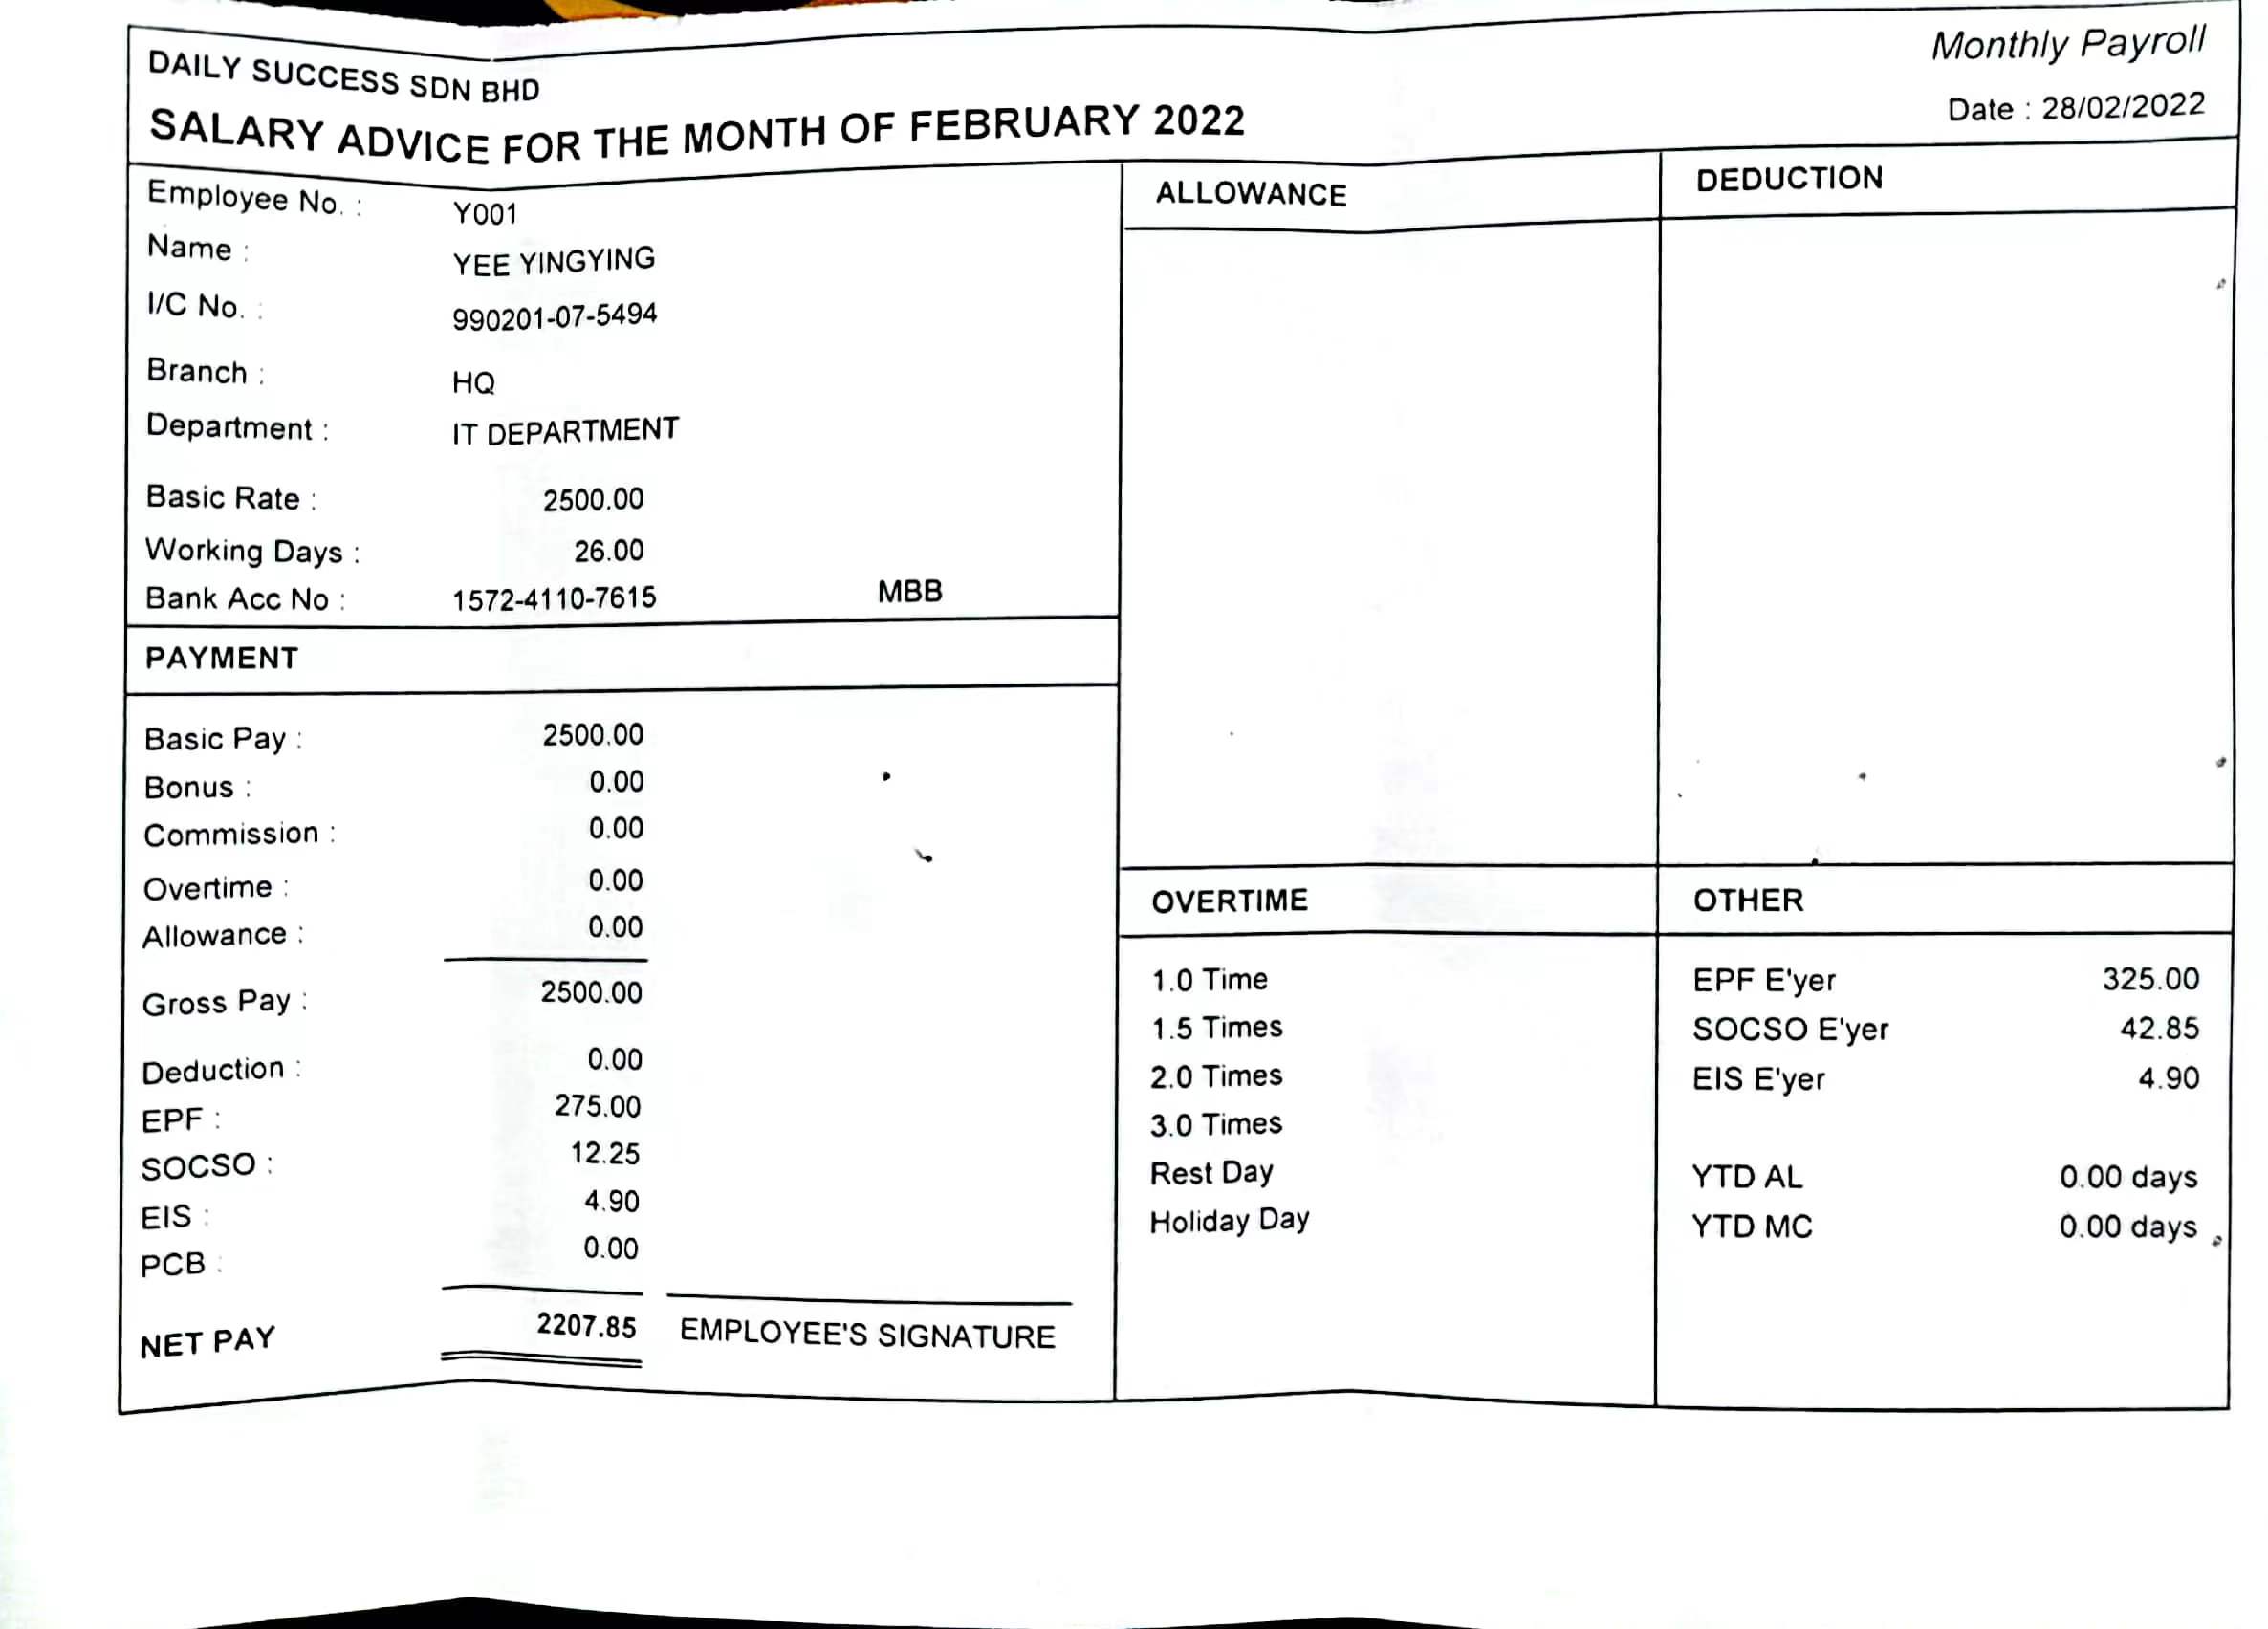 DAILY SUCCESS SDN BHD
Monthly Payroll
SALARY ADVICE FOR THE MONTH OF FEBRUARY 2022
Date : 28/02/2022
Employee No. : Y001
Name : YEE YINGYING
I/C No. : 990201-07-5494
Branch : HQ
Department : IT DEPARTMENT
Basic Rate : 2500.00
Working Days : 26.00
Bank Acc No : 1572-4110-7615 MBB
PAYMENT
Basic Pay : 2500.00
Bonus : 0.00
Commission : 0.00
Overtime : 0.00
Allowance : 0.00
Gross Pay : 2500.00
Deduction : 0.00
EPF : 275.00
SOCSO : 12.25
EIS : 4.90
PCB : 0.00
NET PAY 2207.85 EMPLOYEE'S SIGNATURE
ALLOWANCE
DEDUCTION
OVERTIME
1.0 Time
1.5 Times
2.0 Times
3.0 Times
Rest Day
Holiday Day
OTHER
EPF E'yer 325.00
SOCSO E'yer 42.85
EIS E'yer 4.90
YTD AL 0.00 days
YTD MC 0.00 days